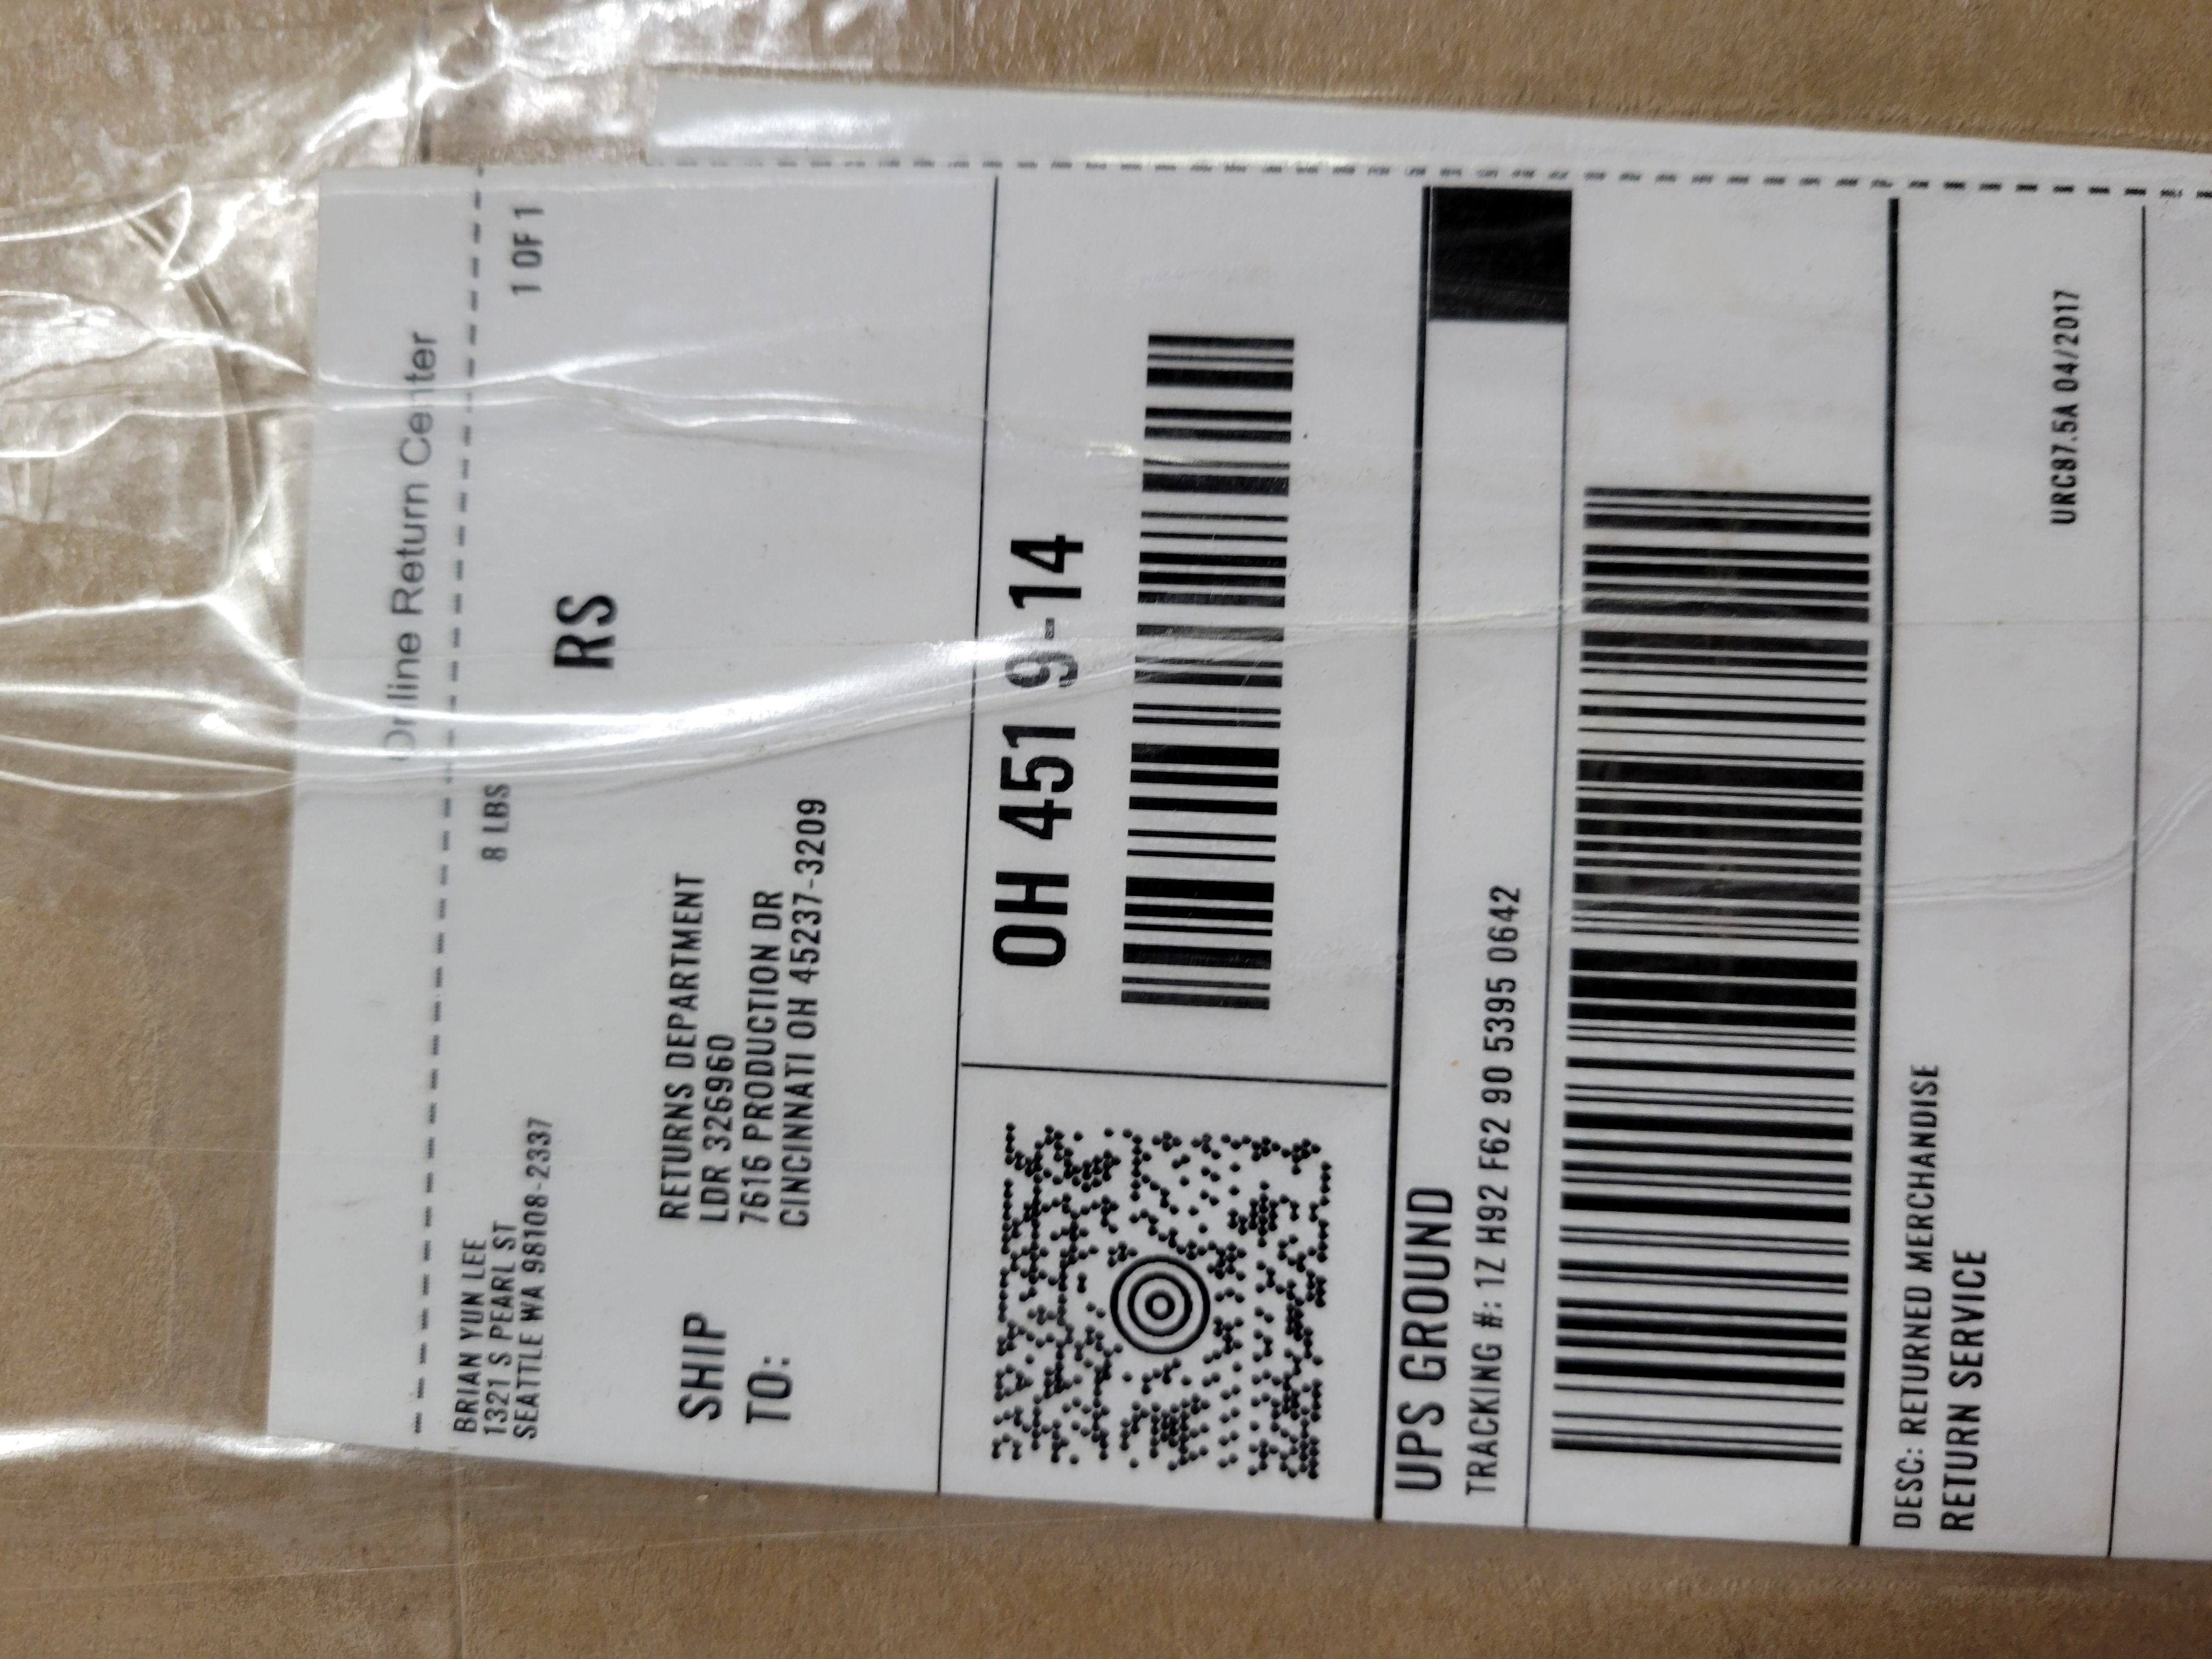 Online Return Center
BRIAN YUN LEE
1321 S PEARL ST
SEATTLE WA 98108-2337
8 LBS
1 OF 1
RS
SHIP
TO:
RETURNS DEPARTMENT
LDR 326960
7616 PRODUCTION DR
CINCINNATI OH 45237-3209
OH 451 9-14
UPS GROUND
TRACKING #: 1Z H92 F62 90 5395 0642
DESC: RETURNED MERCHANDISE
RETURN SERVICE
URC87.5A 04/2017